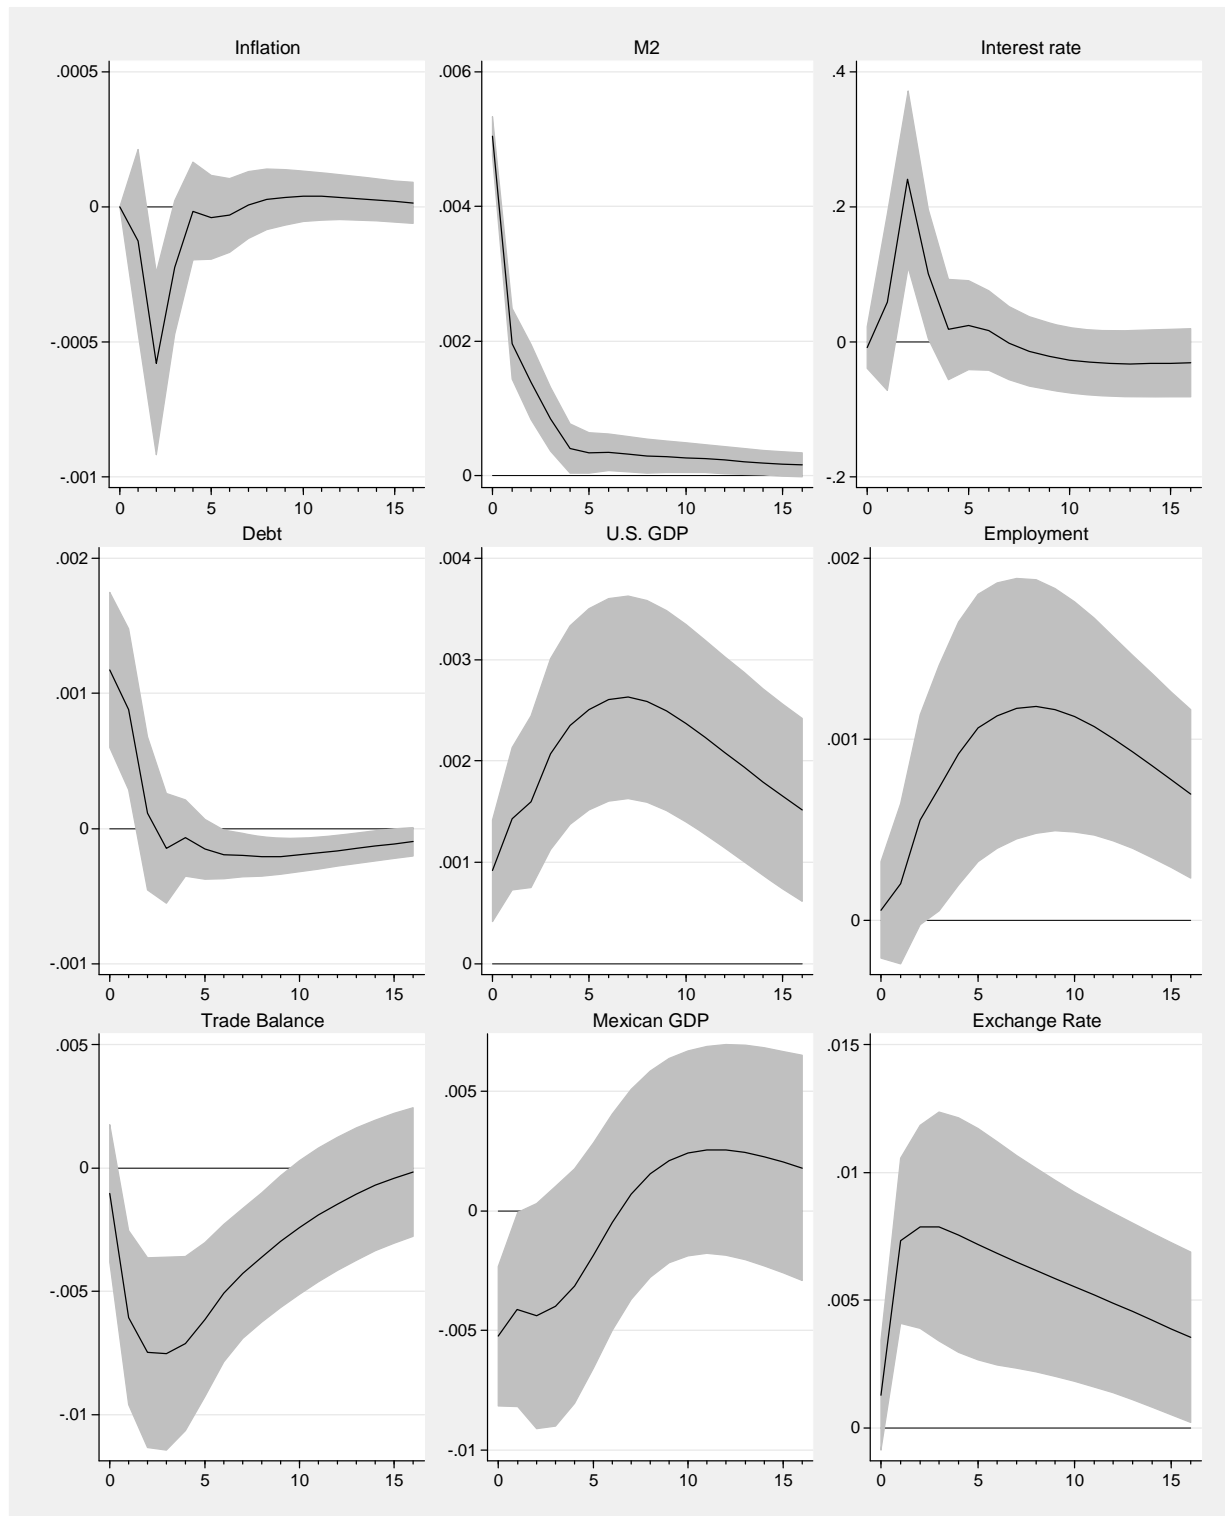 Inflation
.0005
0
-.0005
-.001
0 5 10 15
M2
.006
.004
.002
0
0 5 10 15
Interest rate
.4
.2
0
-.2
0 5 10 15
Debt
.002
.001
0
-.001
0 5 10 15
U.S. GDP
.004
.003
.002
.001
0
0 5 10 15
Employment
.002
.001
0
0 5 10 15
Trade Balance
.005
0
-.005
-.01
0 5 10 15
Mexican GDP
.005
0
-.005
-.01
0 5 10 15
Exchange Rate
.015
.01
.005
0
0 5 10 15